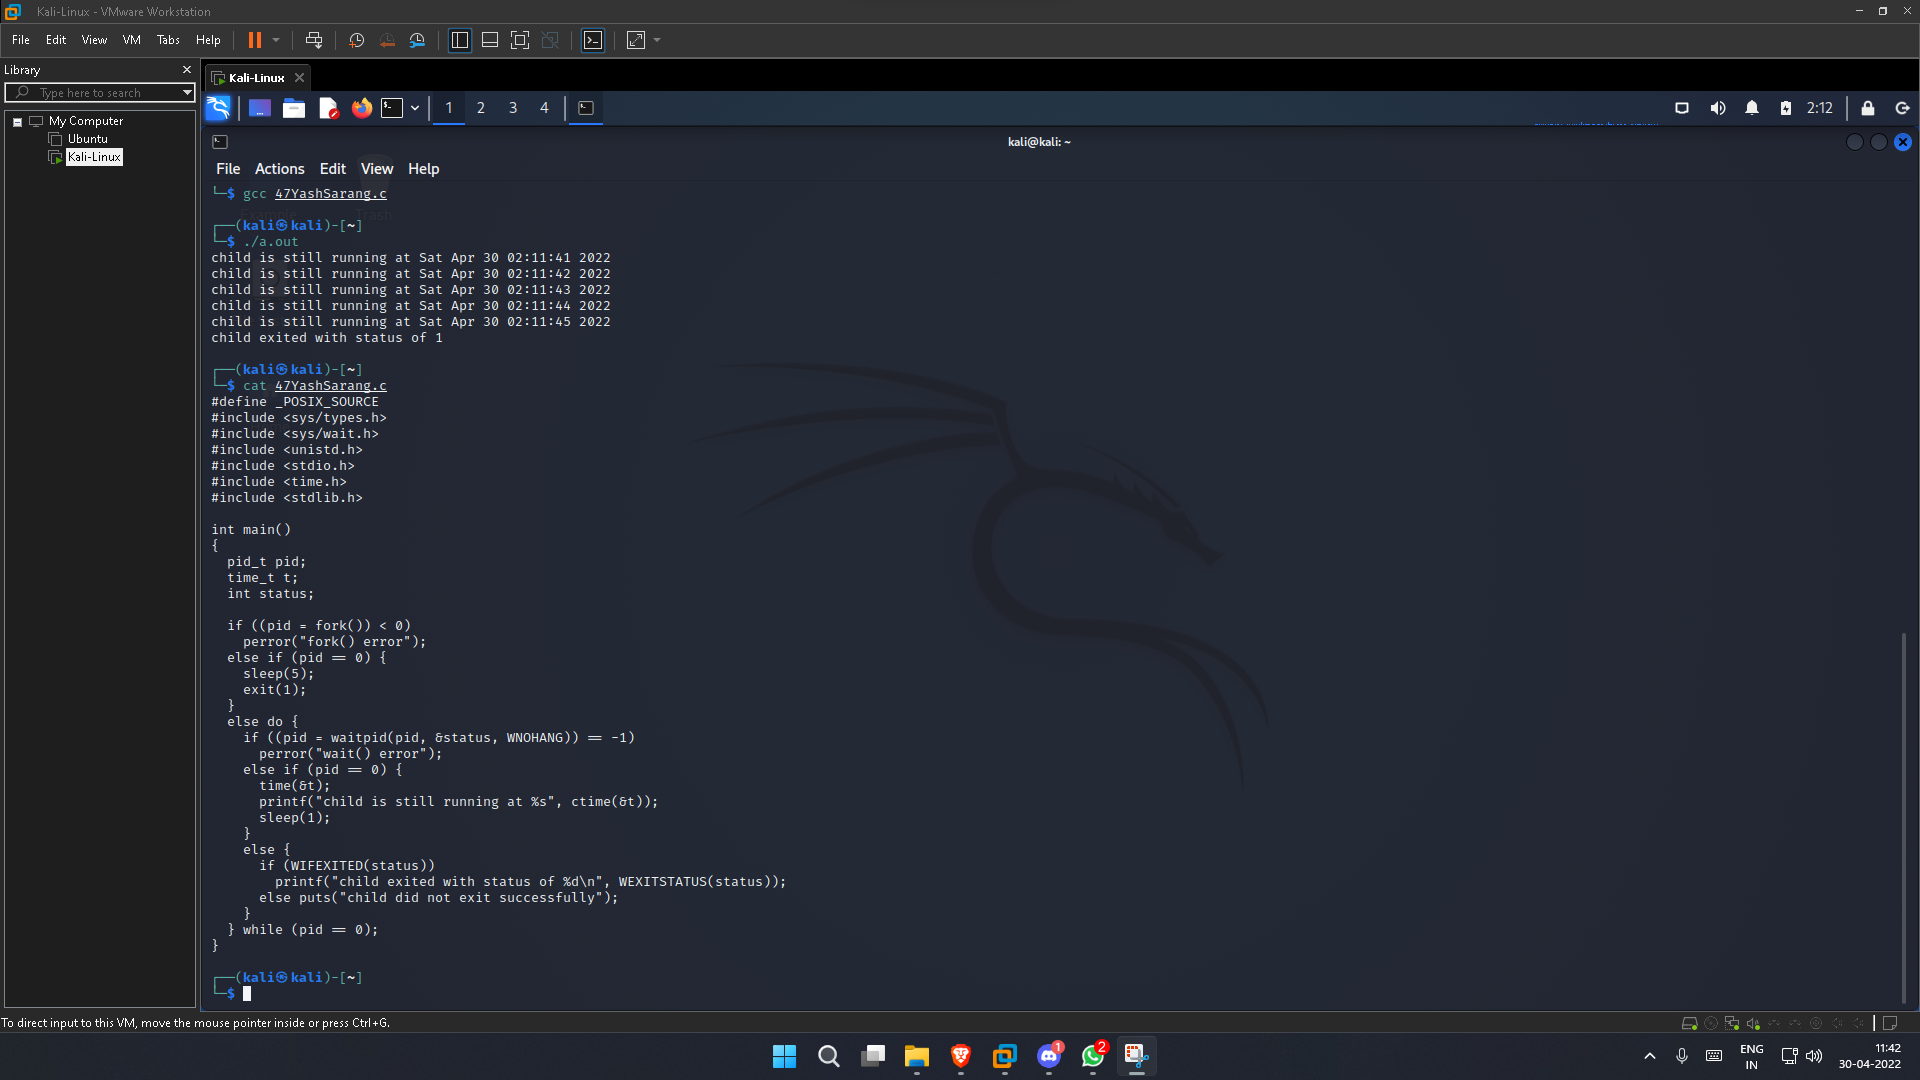 Kali-Linux - VMware Workstation
File Edit View VM Tabs Help
Library
Type here to search
My Computer
Ubuntu
Kali-Linux
Kali-Linux
1 2 3 4
2:12
kali@kali: ~
File Actions Edit View Help
└─$ gcc 47YashSarang.c
┌──(kali㉿kali)-[~]
└─$ ./a.out
child is still running at Sat Apr 30 02:11:41 2022
child is still running at Sat Apr 30 02:11:42 2022
child is still running at Sat Apr 30 02:11:43 2022
child is still running at Sat Apr 30 02:11:44 2022
child is still running at Sat Apr 30 02:11:45 2022
child exited with status of 1
┌──(kali㉿kali)-[~]
└─$ cat 47YashSarang.c
#define _POSIX_SOURCE
#include <sys/types.h>
#include <sys/wait.h>
#include <unistd.h>
#include <stdio.h>
#include <time.h>
#include <stdlib.h>
int main()
{
  pid_t pid;
  time_t t;
  int status;
  if ((pid = fork()) < 0)
    perror("fork() error");
  else if (pid == 0) {
    sleep(5);
    exit(1);
  }
  else do {
    if ((pid = waitpid(pid, &status, WNOHANG)) == -1)
      perror("wait() error");
    else if (pid == 0) {
      time(&t);
      printf("child is still running at %s", ctime(&t));
      sleep(1);
    }
    else {
      if (WIFEXITED(status))
        printf("child exited with status of %d\n", WEXITSTATUS(status));
      else puts("child did not exit successfully");
    }
  } while (pid == 0);
}
┌──(kali㉿kali)-[~]
└─$
To direct input to this VM, move the mouse pointer inside or press Ctrl+G.
1
2
ENG
IN
11:42
30-04-2022